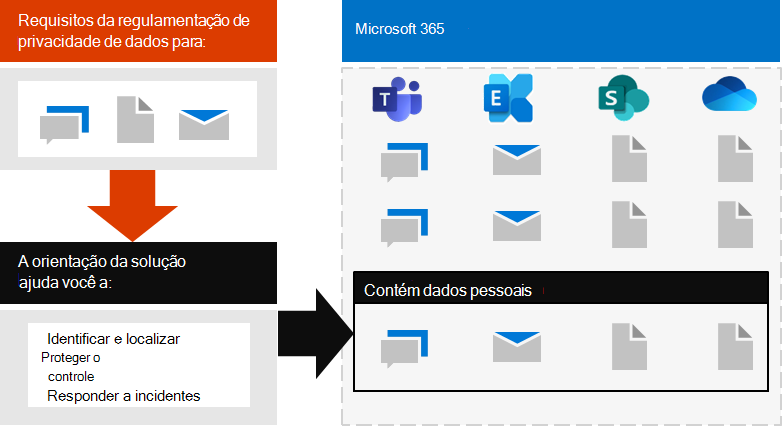 Requisitos da regulamentação de
privacidade de dados para:
Microsoft 365
T
E
S
A orientação da solução
ajuda você a:
Contém dados pessoais
Identificar e localizar
Proteger o
controle
Responder a incidentes